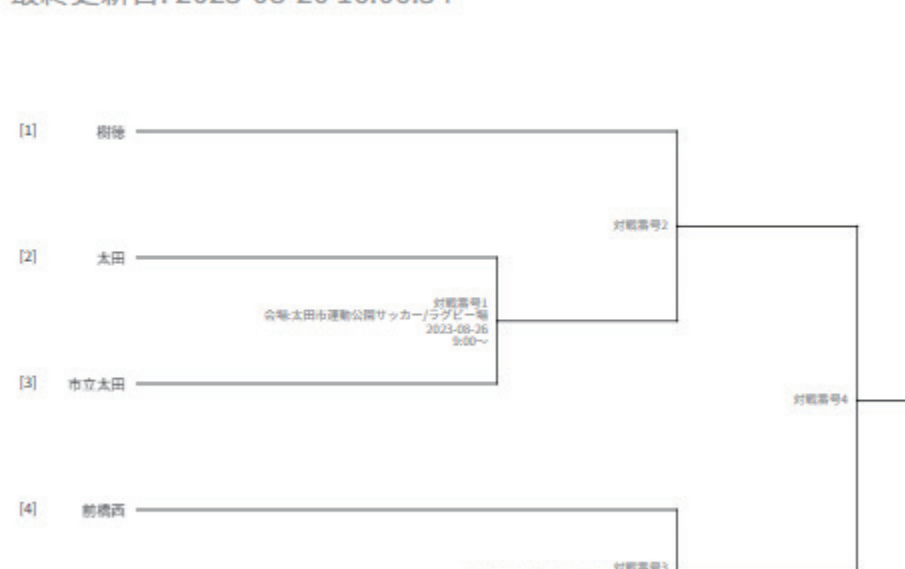 [1] 樹徳
対戦番号2
[2] 太田
対戦番号1
会場:太田市運動公園サッカー/ラグビー場
2023-08-26
9:00～
[3] 市立太田
対戦番号4
[4] 前橋西
対戦番号3